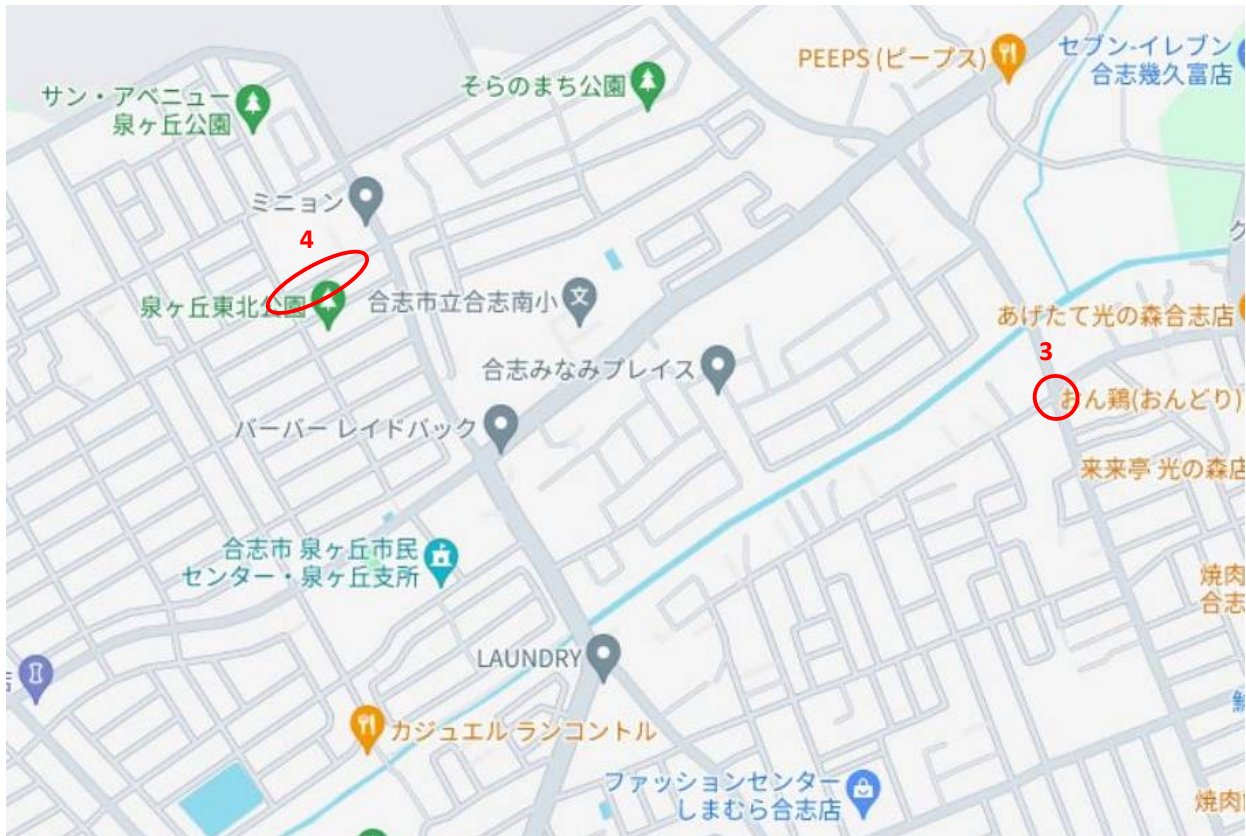 PEEPS (ピープス)
セブン-イレブン
合志幾久富店
そらのまち公園
サン・アベニュー
泉ヶ丘公園
ミニョン
4
泉ヶ丘東北公園
合志市立合志南小
文
ク
あげたて光の森合志店
3
合志みなみプレイス
おん鶏(おんどり)
バーバー レイドバック
来来亭 光の森店
合志市 泉ヶ丘市民
センター・泉ヶ丘支所
焼肉
合志
LAUNDRY
店
カジュエル ランコントル
ファッションセンター
しまむら合志店
焼肉